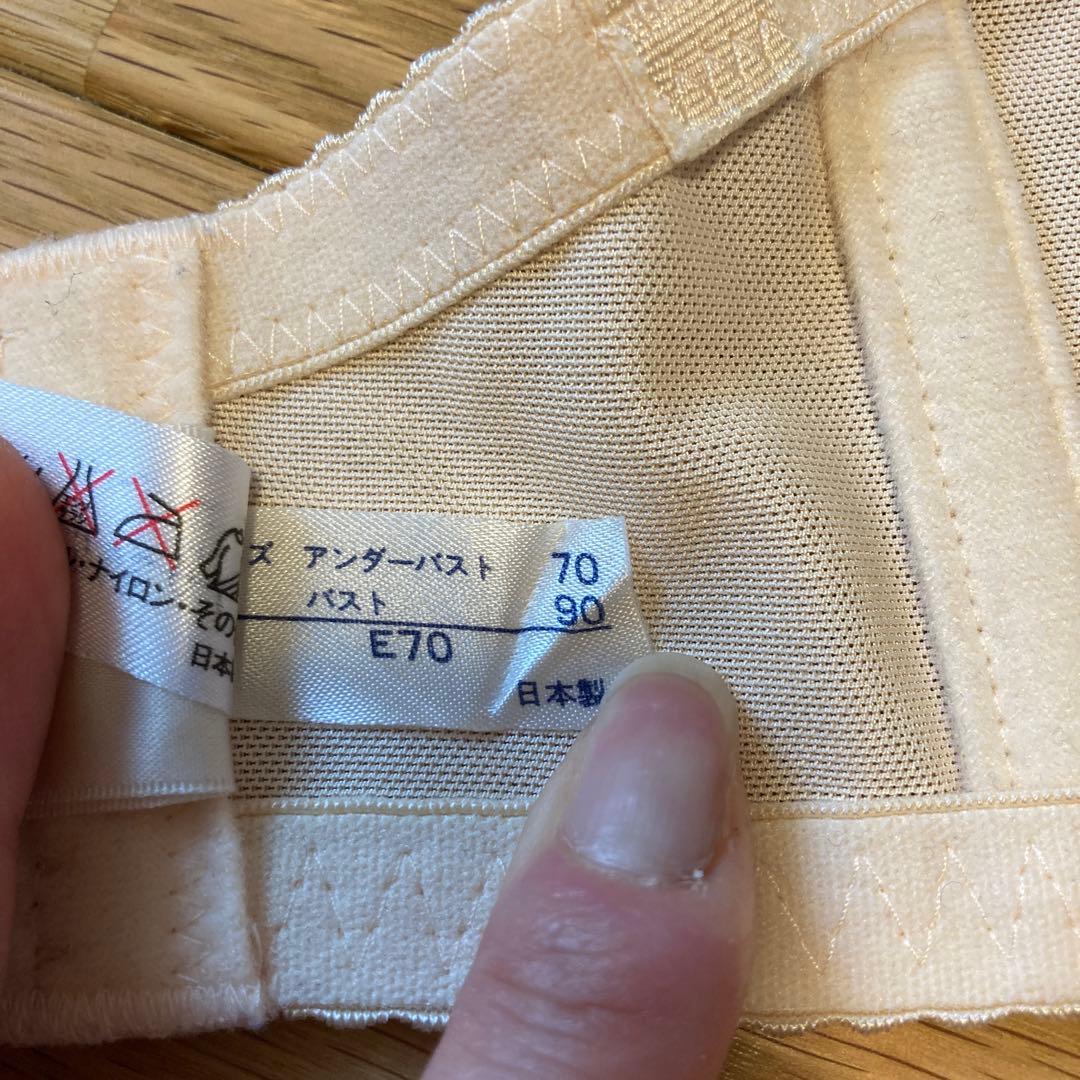 ズ アンダーバスト 70
バスト 90
E70
日本製
・ナイロン・その
日本